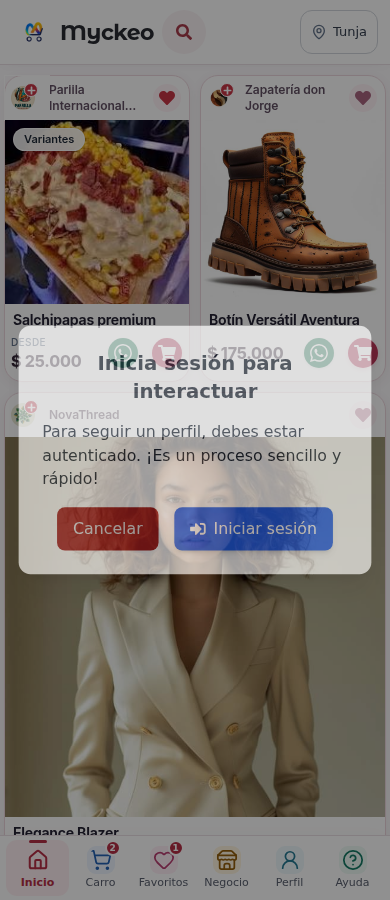 Myckeo
Tunja
Parilla
Internacional...
Zapatería don
Jorge
Variantes
Salchipapas premium
DESDE
$ 25.000
Botín Versátil Aventura
$ 175.000
NovaThread
Inicia sesión para
interactuar
Para seguir un perfil, debes estar
autenticado. ¡Es un proceso sencillo y
rápido!
Cancelar
Iniciar sesión
Elegance Blazer
Inicio
2
Carro
1
Favoritos
Negocio
Perfil
Ayuda